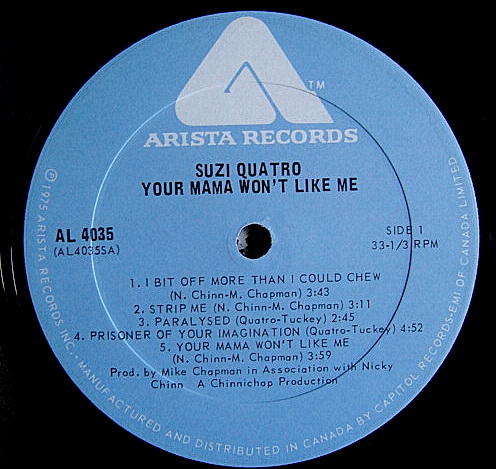 TM
ARISTA RECORDS
SUZI QUATRO
YOUR MAMA WON'T LIKE ME
AL 4035
(AL4035SA)
SIDE 1
33-1/3 RPM
1. I BIT OFF MORE THAN I COULD CHEW
(N. Chinn-M. Chapman) 3:43
2. STRIP ME (N. Chinn-M. Chapman) 3:11
3. PARALYSED (Quatro-Tuckey) 2:45
4. PRISONER OF YOUR IMAGINATION (Quatro-Tuckey) 4:52
5. YOUR MAMA WON'T LIKE ME
(N. Chinn-M. Chapman) 3:59
Prod. by Mike Chapman in Association with Nicky
Chinn A Chinnichap Production
Ⓟ1975 ARISTA RECORDS INC. - MANUFACTURED AND DISTRIBUTED IN CANADA BY CAPITOL RECORDS-EMI OF CANADA LIMITED